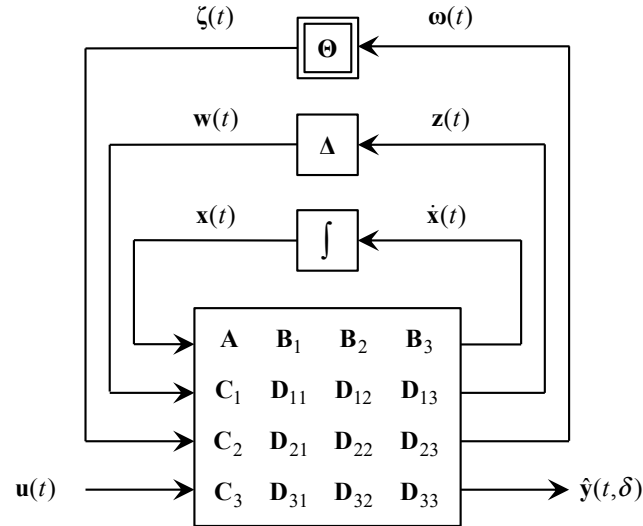 ζ(t) Θ ω(t)
w(t) Δ z(t)
x(t) ∫ ẋ(t)
A B₁ B₂ B₃
C₁ D₁₁ D₁₂ D₁₃
C₂ D₂₁ D₂₂ D₂₃
u(t) C₃ D₃₁ D₃₂ D₃₃ ŷ(t,δ)